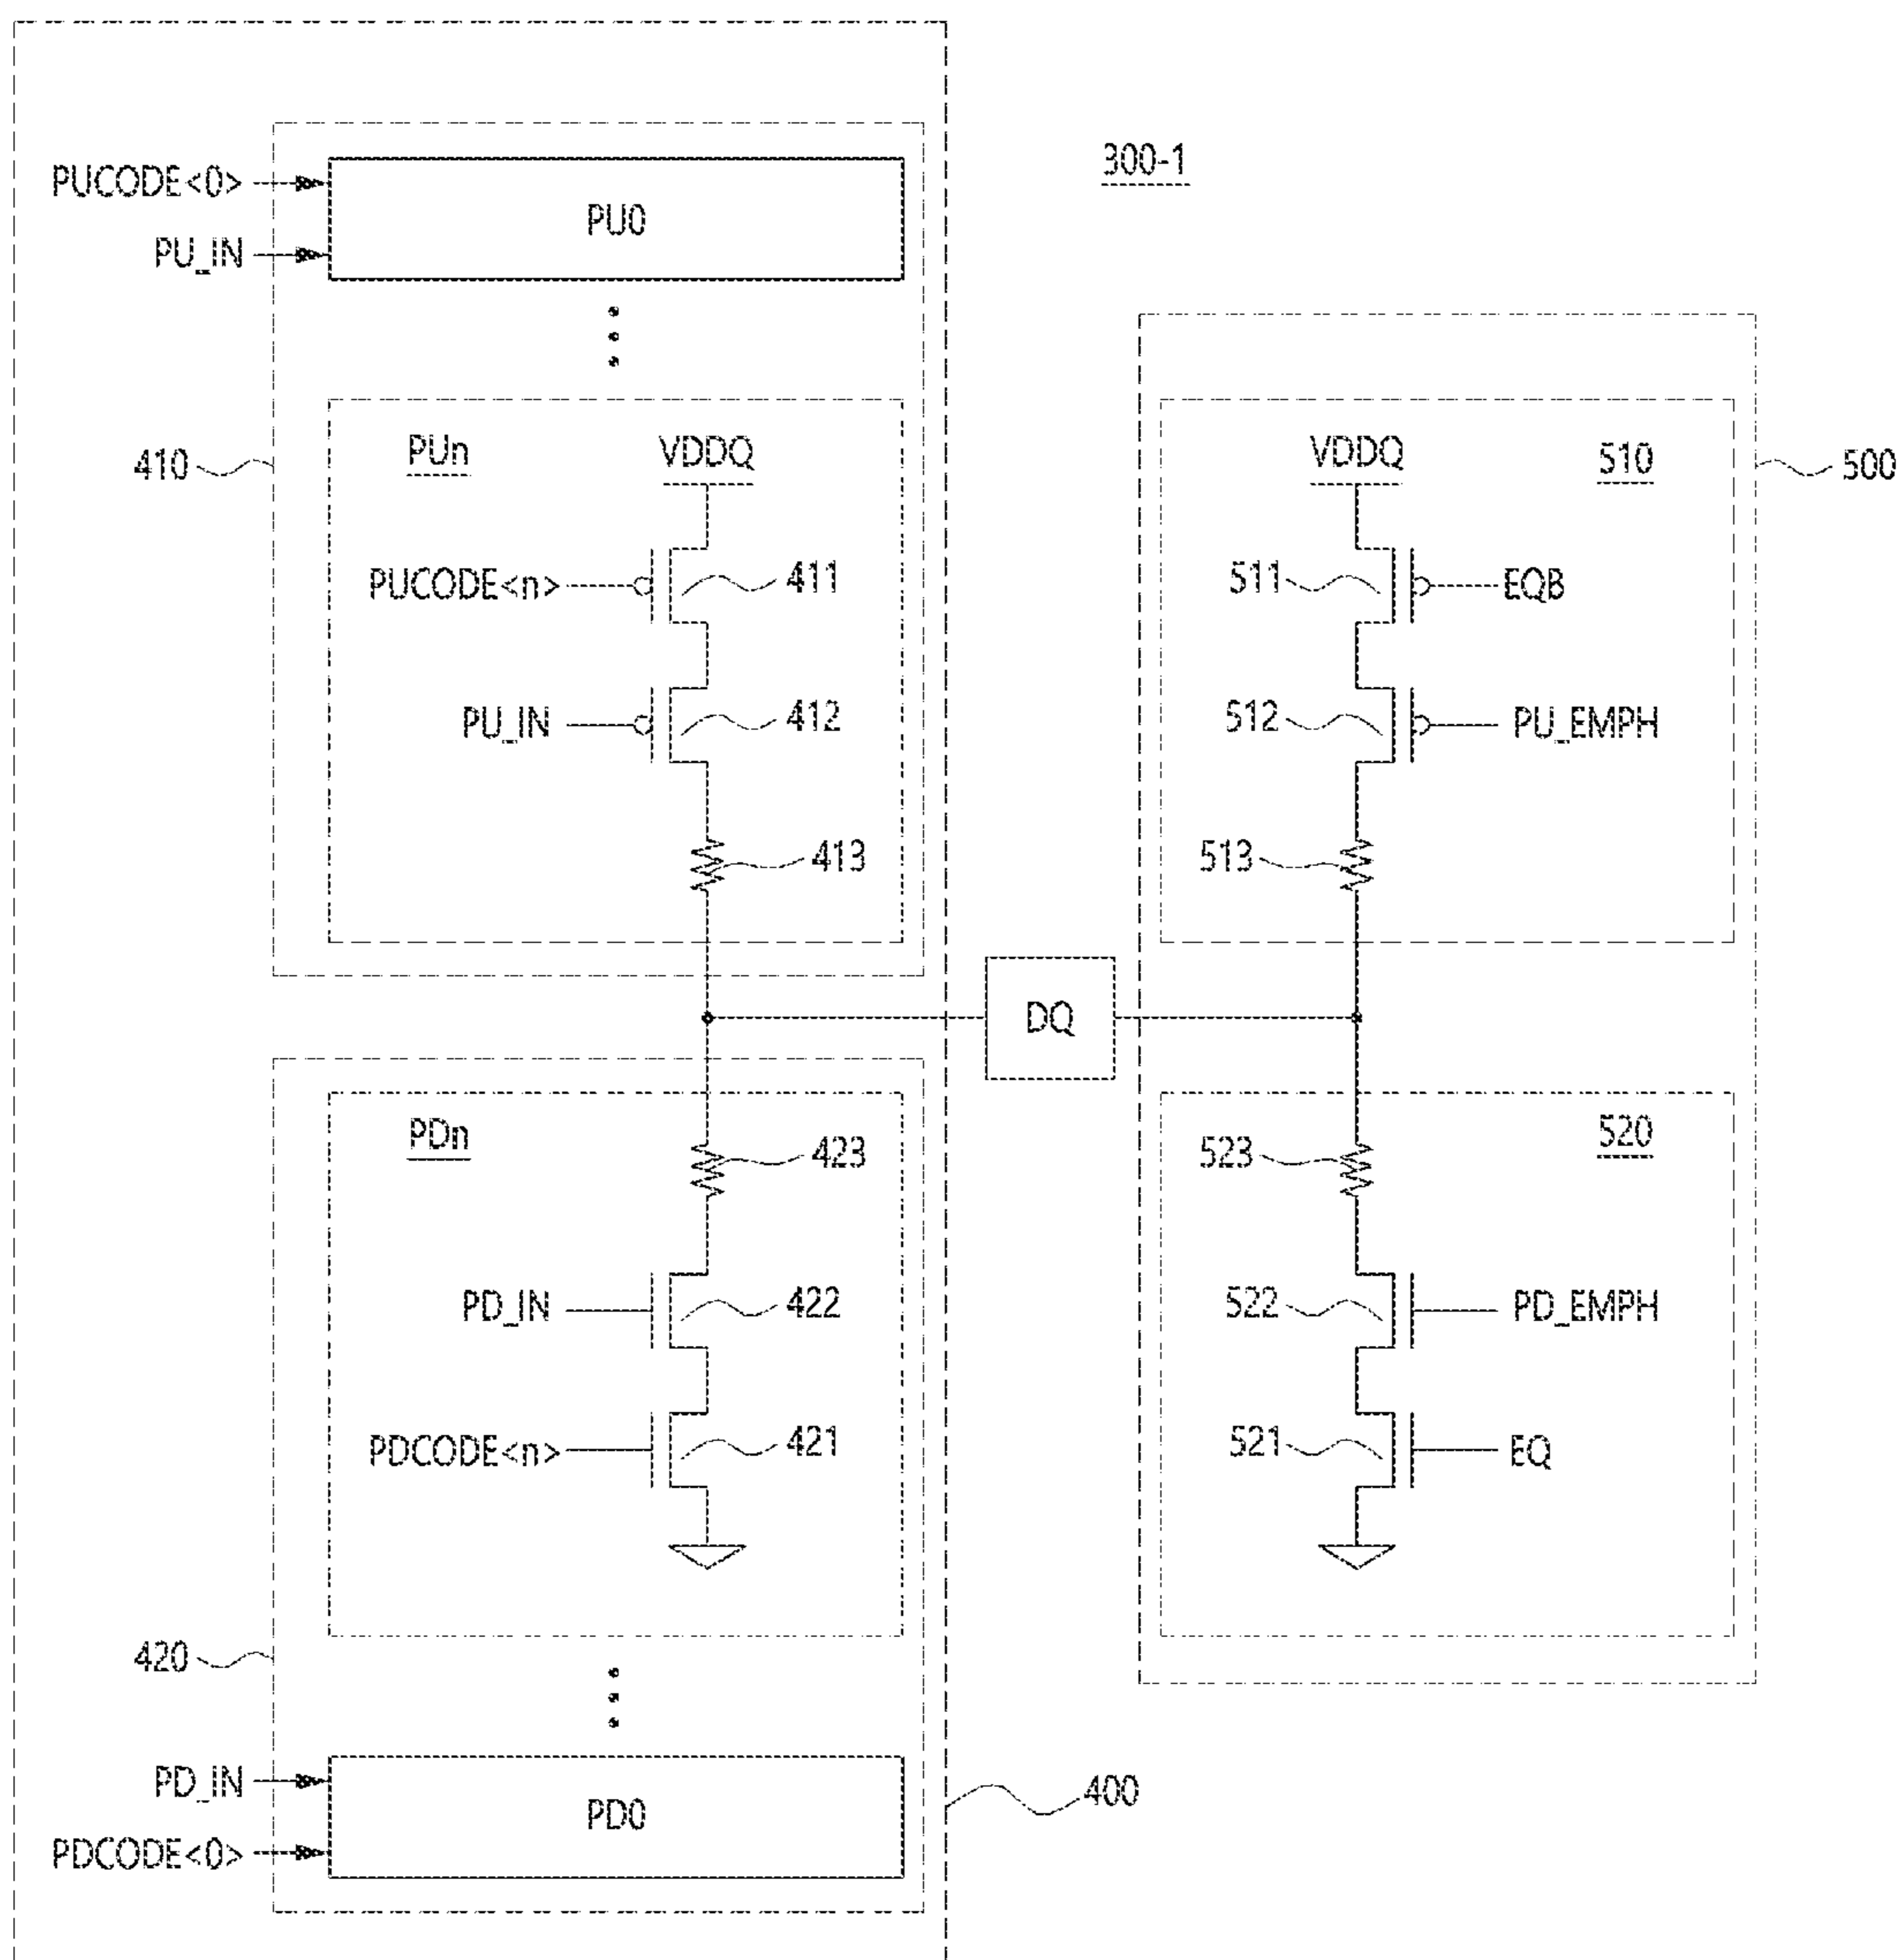 300-1
PUCODE<0>
PU_IN
PU0
410
PUn
VDDQ
PUCODE<n>
411
PU_IN
412
413
VDDQ
510
500
511
EQB
512
PU_EMPH
513
DQ
PDn
423
PD_IN
422
PDCODE<n>
421
520
523
522
PD_EMPH
521
EQ
420
PD_IN
PD0
PDCODE<0>
400